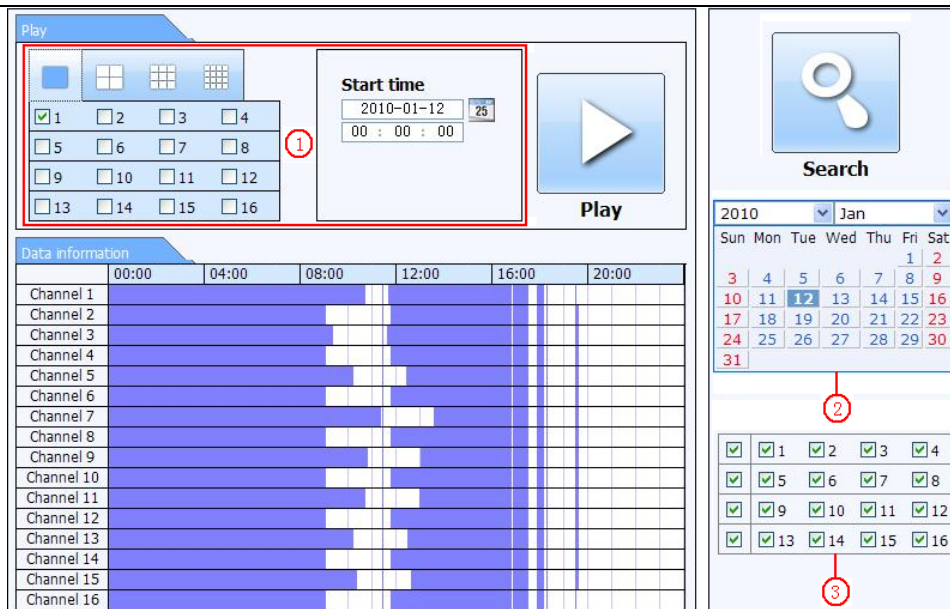 Play
Start time
2010-01-12 25
00 : 00 : 00
1 2 3 4
5 6 7 8
9 10 11 12
13 14 15 16
1
Play
Search
2010 Jan
Sun Mon Tue Wed Thu Fri Sat
1 2
3 4 5 6 7 8 9
10 11 12 13 14 15 16
17 18 19 20 21 22 23
24 25 26 27 28 29 30
31
2
1 2 3 4
5 6 7 8
9 10 11 12
13 14 15 16
3
Data information
00:00 04:00 08:00 12:00 16:00 20:00
Channel 1
Channel 2
Channel 3
Channel 4
Channel 5
Channel 6
Channel 7
Channel 8
Channel 9
Channel 10
Channel 11
Channel 12
Channel 13
Channel 14
Channel 15
Channel 16